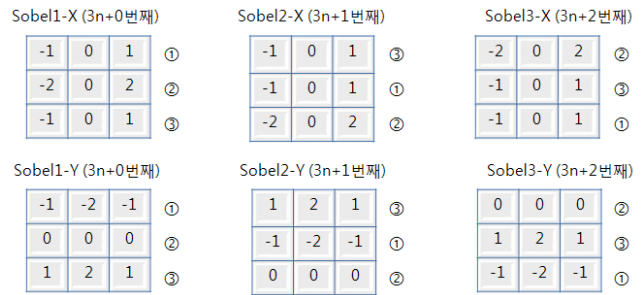 Sobel1-X (3n+0번째) Sobel2-X (3n+1번째) Sobel3-X (3n+2번째)
-1 0 1 ① -1 0 1 ③ -2 0 2 ②
-2 0 2 ② -1 0 1 ① -1 0 1 ③
-1 0 1 ③ -2 0 2 ② -1 0 1 ①
Sobel1-Y (3n+0번째) Sobel2-Y (3n+1번째) Sobel3-Y (3n+2번째)
-1 -2 -1 ① 1 2 1 ③ 0 0 0 ②
0 0 0 ② -1 -2 -1 ① 1 2 1 ③
1 2 1 ③ 0 0 0 ② -1 -2 -1 ①